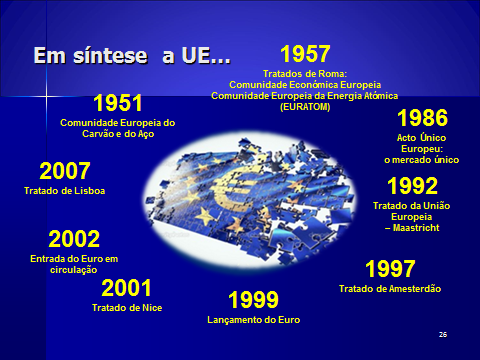 Em síntese a UE...
1957
Tratados de Roma:
Comunidade Económica Europeia
Comunidade Europeia da Energia Atómica
(EURATOM)
1951
Comunidade Europeia do
Carvão e do Aço
1986
Acto Único
Europeu:
o mercado único
2007
Tratado de Lisboa
1992
Tratado da União
Europeia
– Maastricht
2002
Entrada do Euro em
circulação
1997
Tratado de Amesterdão
2001
Tratado de Nice
1999
Lançamento do Euro
26